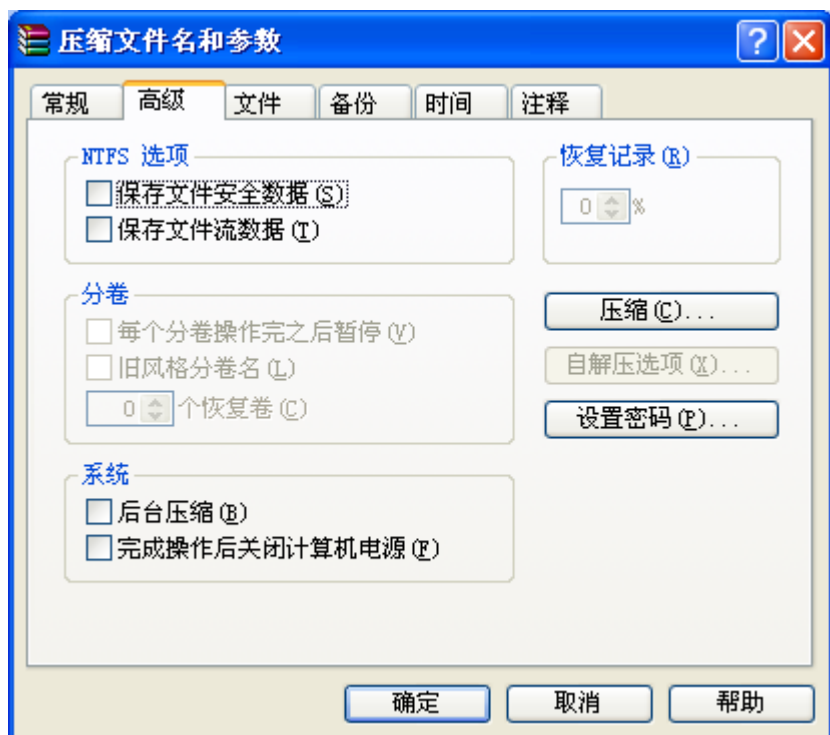 压缩文件名和参数
常规 高级 文件 备份 时间 注释
NTFS 选项
保存文件安全数据(S)
保存文件流数据(T)
恢复记录(R)
0 %
分卷
每个分卷操作完之后暂停(V)
旧风格分卷名(L)
0 个恢复卷(C)
压缩(C)...
自解压选项(X)...
设置密码(P)...
系统
后台压缩(B)
完成操作后关闭计算机电源(F)
确定 取消 帮助